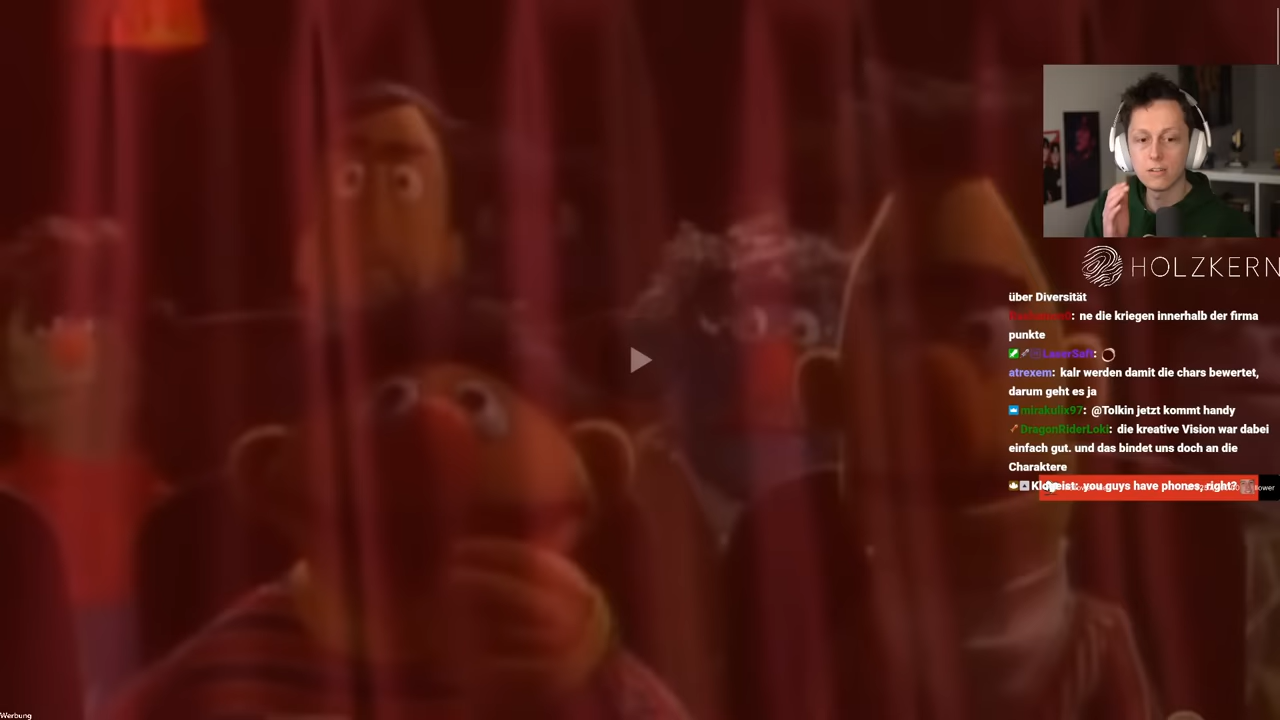 HOLZKERN
über Diversität
: ne die kriegen innerhalb der firma
punkte
LaserSaft:
atrexem: kalr werden damit die chars bewertet,
darum geht es ja
mirakulix97: @Tolkin jetzt kommt handy
DragonRiderLoki: die kreative Vision war dabei
einfach gut. und das bindet uns doch an die
Charaktere
: you guys have phones, right?
Werbung